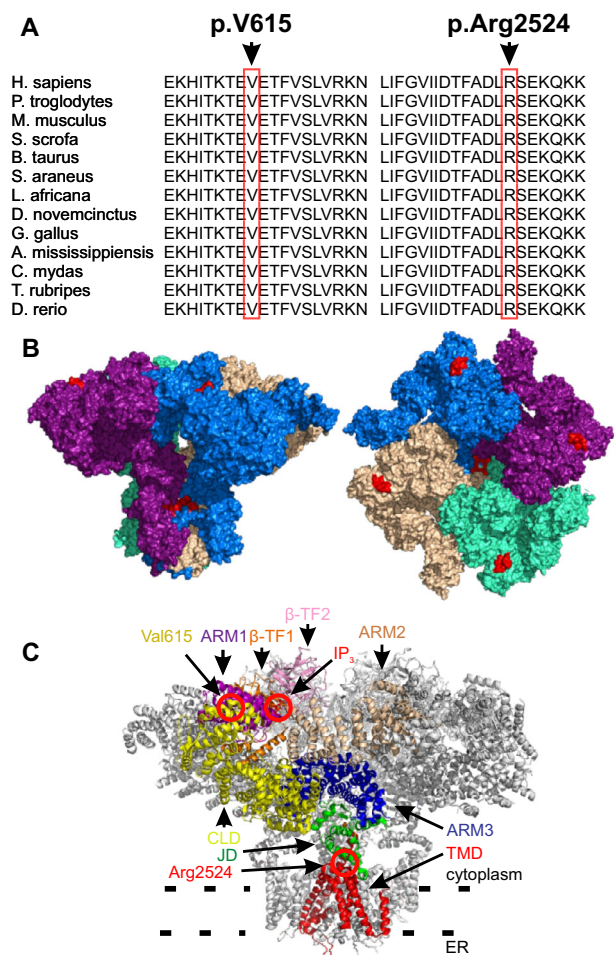 A
p.V615 p.Arg2524
H. sapiens EKHITKTEVETFVSLVRKN LIFGVIIDTFADLRSEKQKK
P. troglodytes EKHITKTEVETFVSLVRKN LIFGVIIDTFADLRSEKQKK
M. musculus EKHITKTEVETFVSLVRKN LIFGVIIDTFADLRSEKQKK
S. scrofa EKHITKTEVETFVSLVRKN LIFGVIIDTFADLRSEKQKK
B. taurus EKHITKTEVETFVSLVRKN LIFGVIIDTFADLRSEKQKK
S. araneus EKHITKTEVETFVSLVRKN LIFGVIIDTFADLRSEKQKK
L. africana EKHITKTEVETFVSLVRKN LIFGVIIDTFADLRSEKQKK
D. novemcinctus EKHITKTEVETFVSLVRKN LIFGVIIDTFADLRSEKQKK
G. gallus EKHITKTEVETFVSLVRKN LIFGVIIDTFADLRSEKQKK
A. mississippiensis EKHITKTEVETFVSLVRKN LIFGVIIDTFADLRSEKQKK
C. mydas EKHITKTEVETFVSLVRKN LIFGVIIDTFADLRSEKQKK
T. rubripes EKHITKTEVETFVSLVRKN LIFGVIIDTFADLRSEKQKK
D. rerio EKHITKTEVETFVSLVRKN LIFGVIIDTFADLRSEKQKK
B
β-TF2
Val615 ARM1 β-TF1 ARM2
C
IP3
CLD
ARM3
JD
Arg2524
TMD
cytoplasm
ER